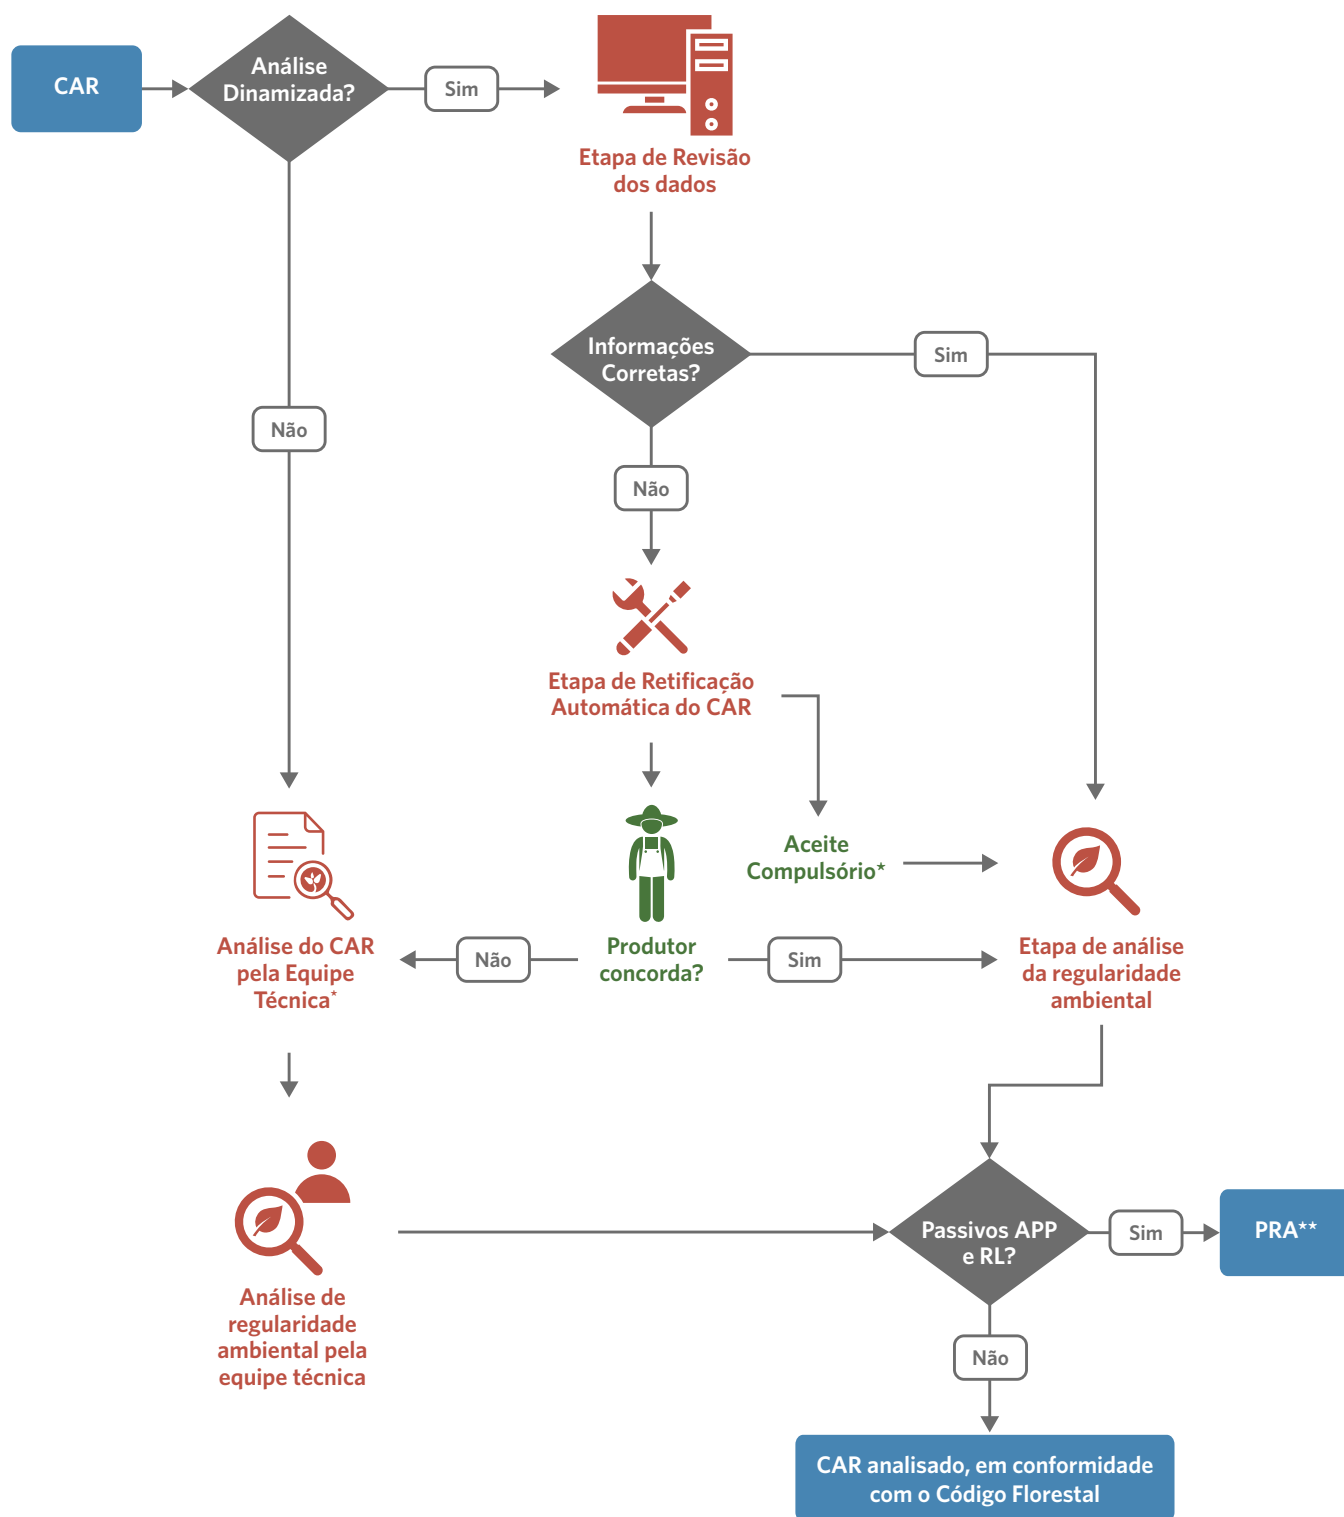 CAR
Análise
Dinamizada?
Sim
Etapa de Revisão
dos dados
Informações
Corretas?
Sim
Não
Não
Etapa de Retificação
Automática do CAR
Aceite
Compulsório*
Análise do CAR
pela Equipe
Técnica*
Não
Produtor
concorda?
Sim
Etapa de análise
da regularidade
ambiental
Passivos APP
e RL?
Sim
PRA**
Análise de
regularidade
ambiental pela
equipe técnica
Não
CAR analisado, em conformidade
com o Código Florestal